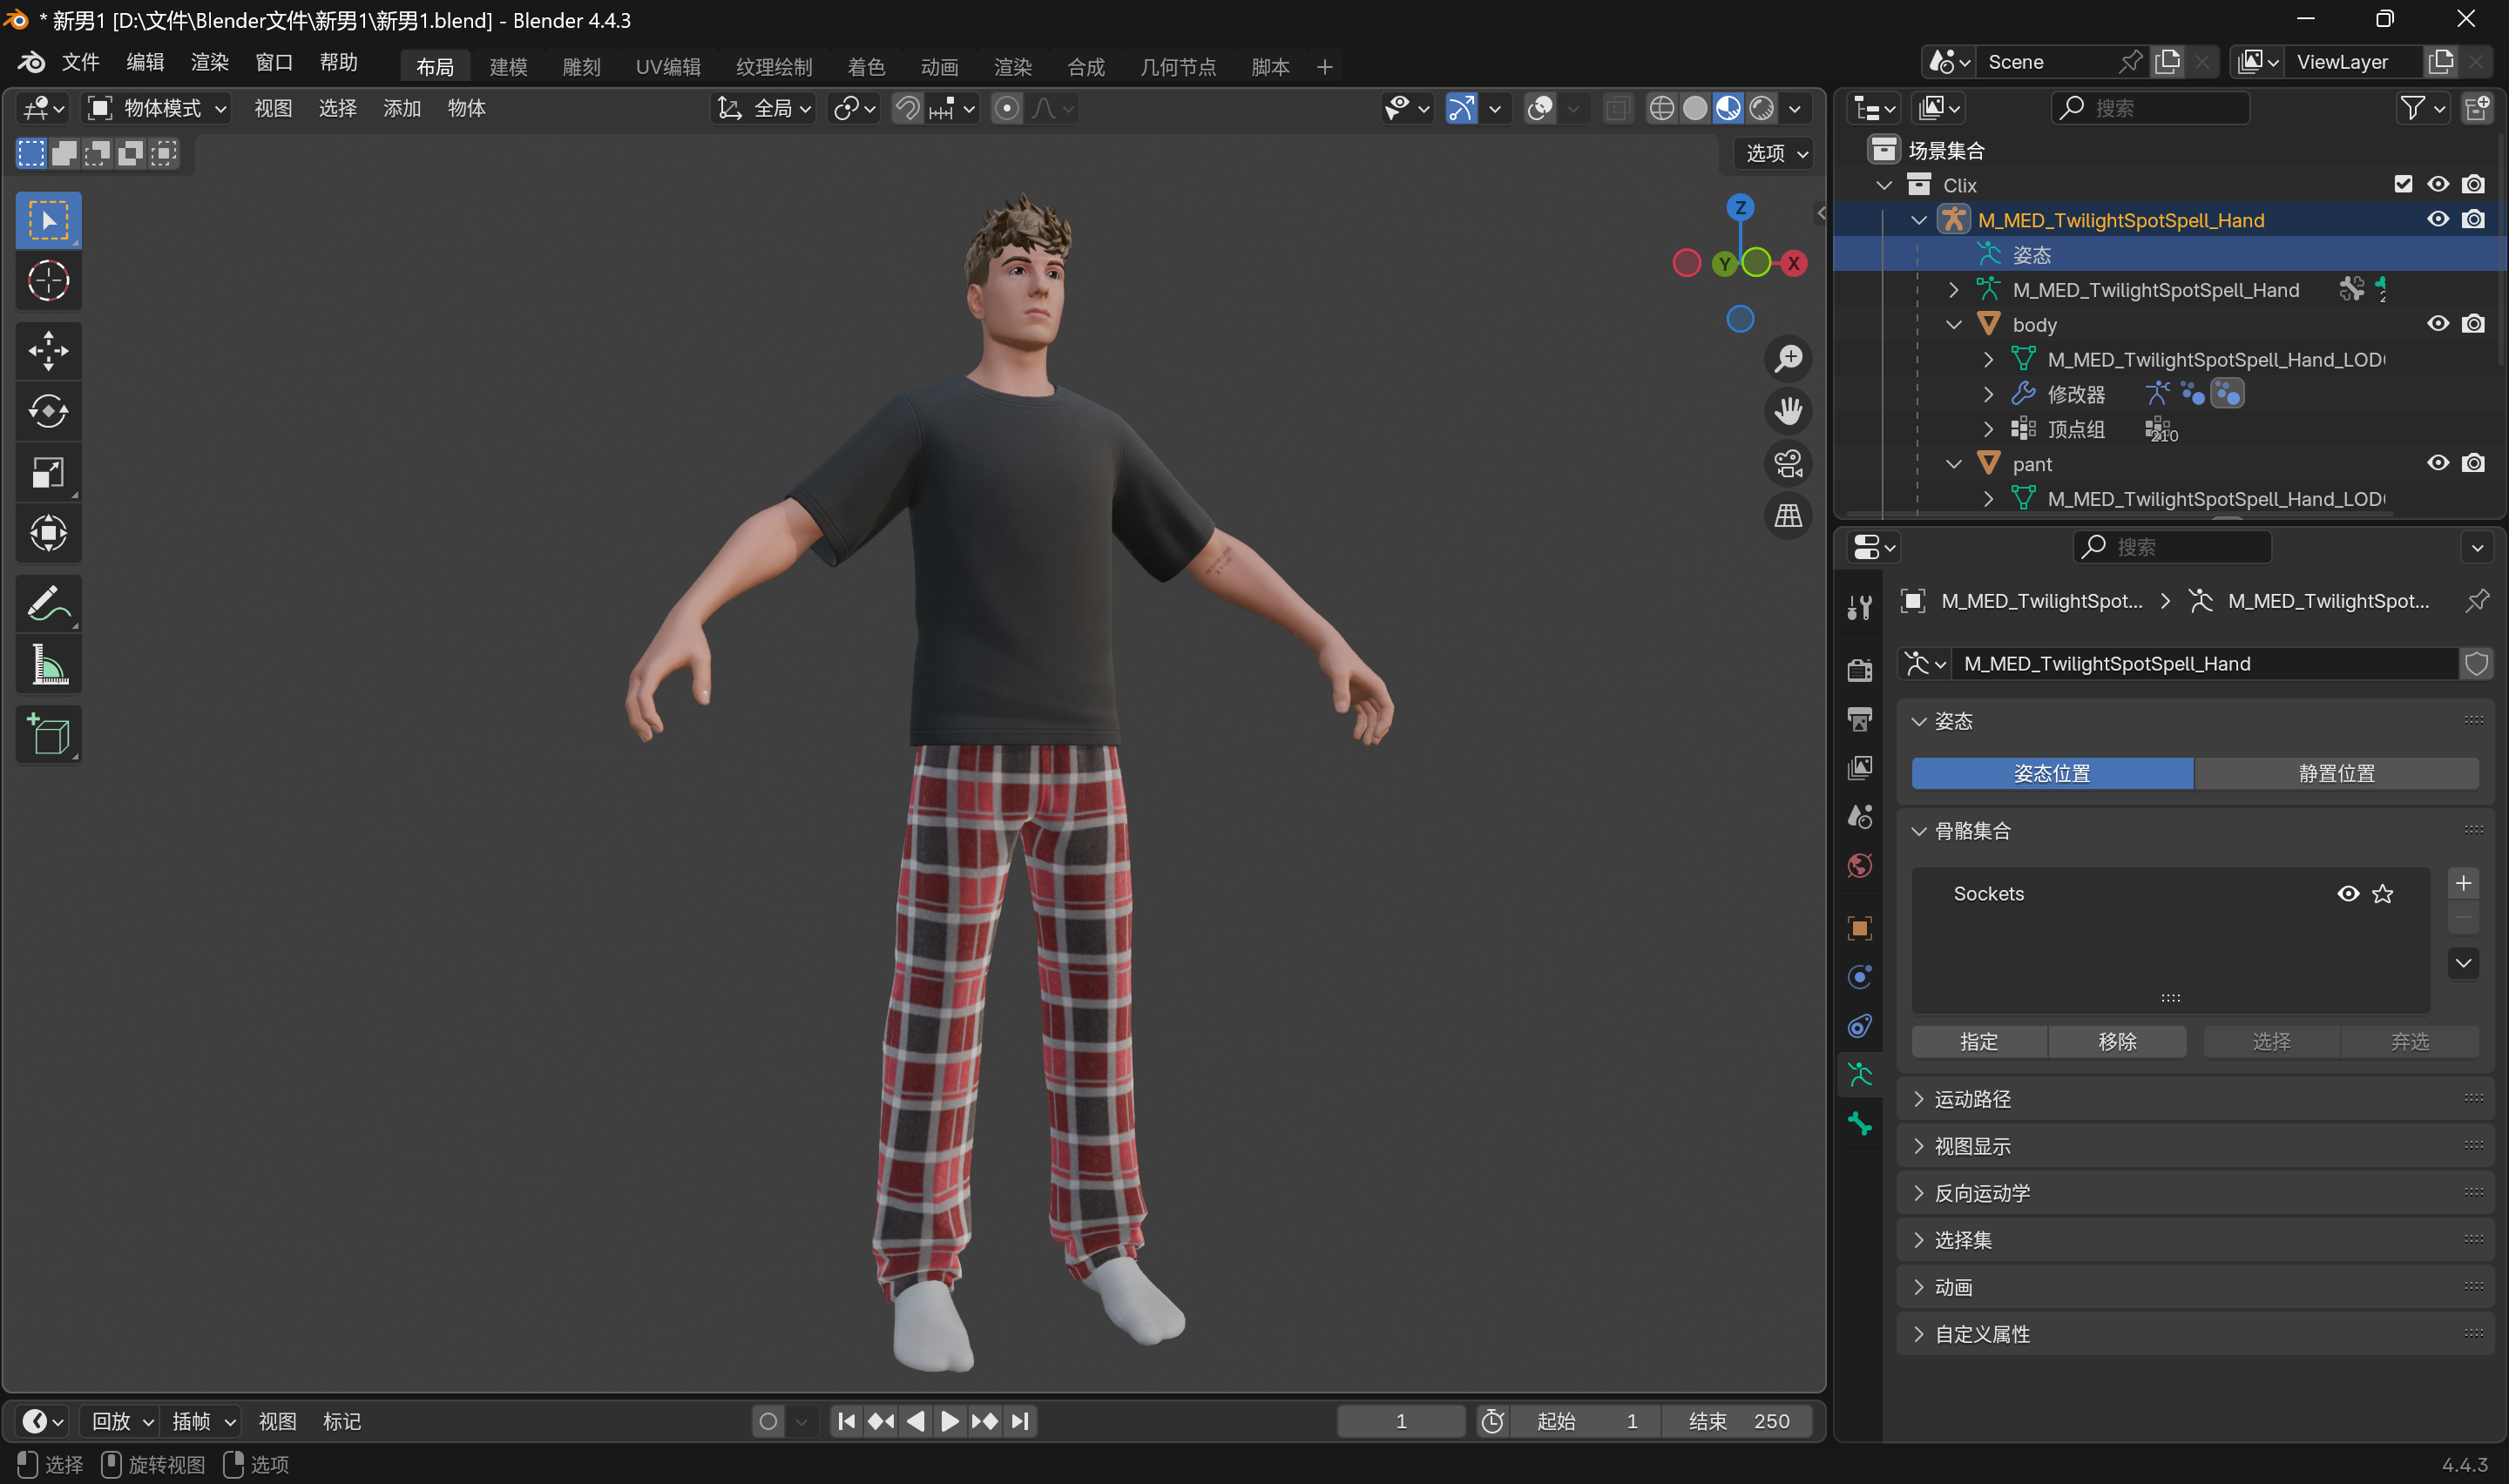 * 新男1 [D:\文件\Blender文件\新男1\新男1.blend] - Blender 4.4.3
文件 编辑 渲染 窗口 帮助 布局 建模 雕刻 UV编辑 纹理绘制 着色 动画 渲染 合成 几何节点 脚本 + Scene ViewLayer
物体模式 视图 选择 添加 物体 全局 搜索
选项
场景集合
Clix
M_MED_TwilightSpotSpell_Hand
姿态
M_MED_TwilightSpotSpell_Hand
body
M_MED_TwilightSpotSpell_Hand_LOD
修改器
顶点组 210
pant
M_MED_TwilightSpotSpell_Hand_LOD
Z
Y
X
搜索
M_MED_TwilightSpot... M_MED_TwilightSpot...
M_MED_TwilightSpotSpell_Hand
姿态
姿态位置 静置位置
骨骼集合
Sockets
指定 移除 选择 弃选
运动路径
视图显示
反向运动学
选择集
动画
自定义属性
回放 插帧 视图 标记 1 起始 1 结束 250
选择 旋转视图 选项 4.4.3